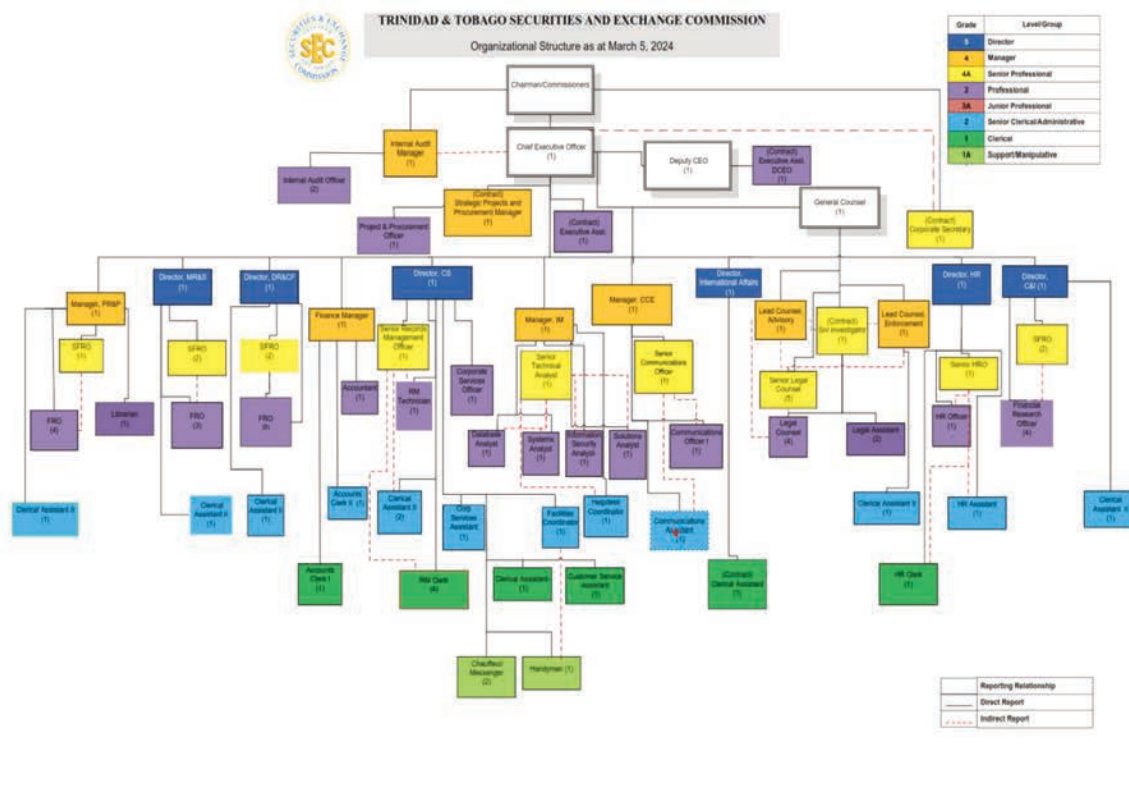 SECURITIES & EXCHANGE
COMMISSION
SEC
TRINIDAD & TOBAGO SECURITIES AND EXCHANGE COMMISSION
Organizational Structure as at March 5, 2024
Grade Level/Group
5 Director
4 Manager
4A Senior Professional
2 Professional
3A Junior Professional
2 Senior Clerical/Administrative
1 Clerical
1A Support/Manipulative
Chairman/Commissioners
Internal Audit
Manager
(1)
Chief Executive Officer
(1)
Deputy CEO
(1)
(Contract)
Executive Asst.
DCEO
(1)
Internal Audit Officer
(2)
(Contract)
Strategic Projects and
Procurement Manager
(1)
General Counsel
(1)
Project & Procurement
Officer
(1)
(Contract)
Executive Asst.
(1)
(Contract)
Corporate Secretary
(1)
Manager, PR&P
(1)
Director, MR&S
(1)
Director, DR&CF
(1)
Finance Manager
(1)
Director, CS
(1)
Manager, IM
(1)
Manager, CCE
(1)
Director,
International Affairs
(1)
Lead Counsel,
Advisory
(1)
(Contract)
Snr Investigator
(1)
Lead Counsel,
Enforcement
(1)
Director, HR
(1)
Director,
C&I (1)
SFRO
(1)
SFRO
(2)
SFRO
(2)
Senior Records
Management
Officer
(1)
Senior
Technical
Analyst
(1)
Senior
Communications
Officer
(1)
Senior Legal
Counsel
(5)
Senior HRO
(1)
SFRO
(2)
FRO
(4)
Librarian
(1)
FRO
(3)
FRO
Accountant
(1)
RM
Technician
(1)
Corporate
Services
Officer
(1)
Database
Analyst
(1)
Systems
Analyst
(1)
Information
Security
Analyst
(1)
Solutions
Analyst
(1)
Communications
Officer I
(1)
Legal
Counsel
(4)
Legal Assistant
(2)
HR Officer
(1)
Financial
Research
Officer
(4)
Clerical Assistant II
(1)
Clerical
Assistant II
(1)
Clerical
Assistant II
(1)
Accounts
Clerk II (1)
Clerical
Assistant II
(2)
Corp
Services
Assistant
(1)
Facilities
Coordinator
(1)
Helpdesk
Coordinator
(1)
Communications
Assistant
(1)
Clerical Assistant II
(1)
HR Assistant
(1)
Clerical
Assistant II
(1)
Accounts
Clerk I
(1)
RM Clerk
(4)
Clerical Assistant
(1)
Customer Service
Assistant
(1)
(Contract)
Clerical Assistant
(1)
HR Clerk
(1)
Chauffeur/
Messenger
(2)
Handyman (1)
Reporting Relationship
Direct Report
Indirect Report